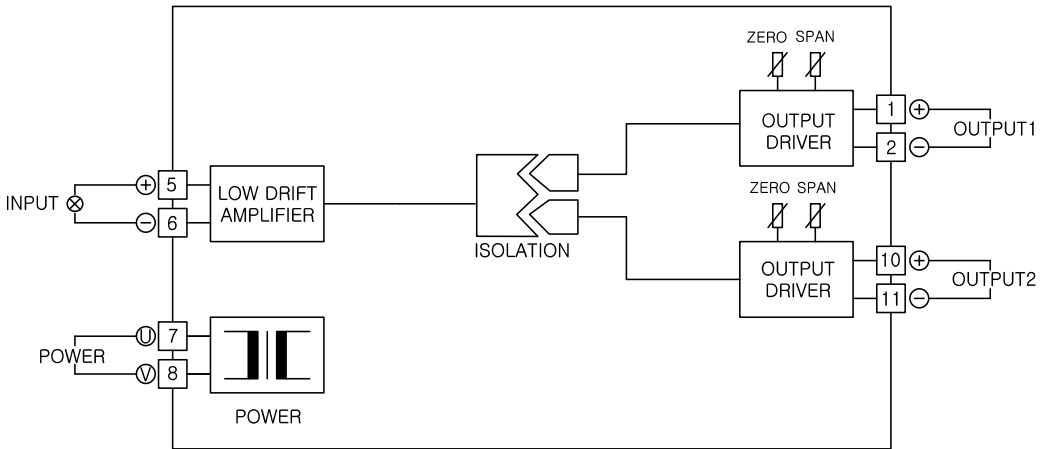 ZERO SPAN
OUTPUT
DRIVER
1 +
2 −
OUTPUT1
INPUT
+ 5
− 6
LOW DRIFT
AMPLIFIER
ISOLATION
ZERO SPAN
OUTPUT
DRIVER
10 +
11 −
OUTPUT2
POWER
U 7
V 8
POWER